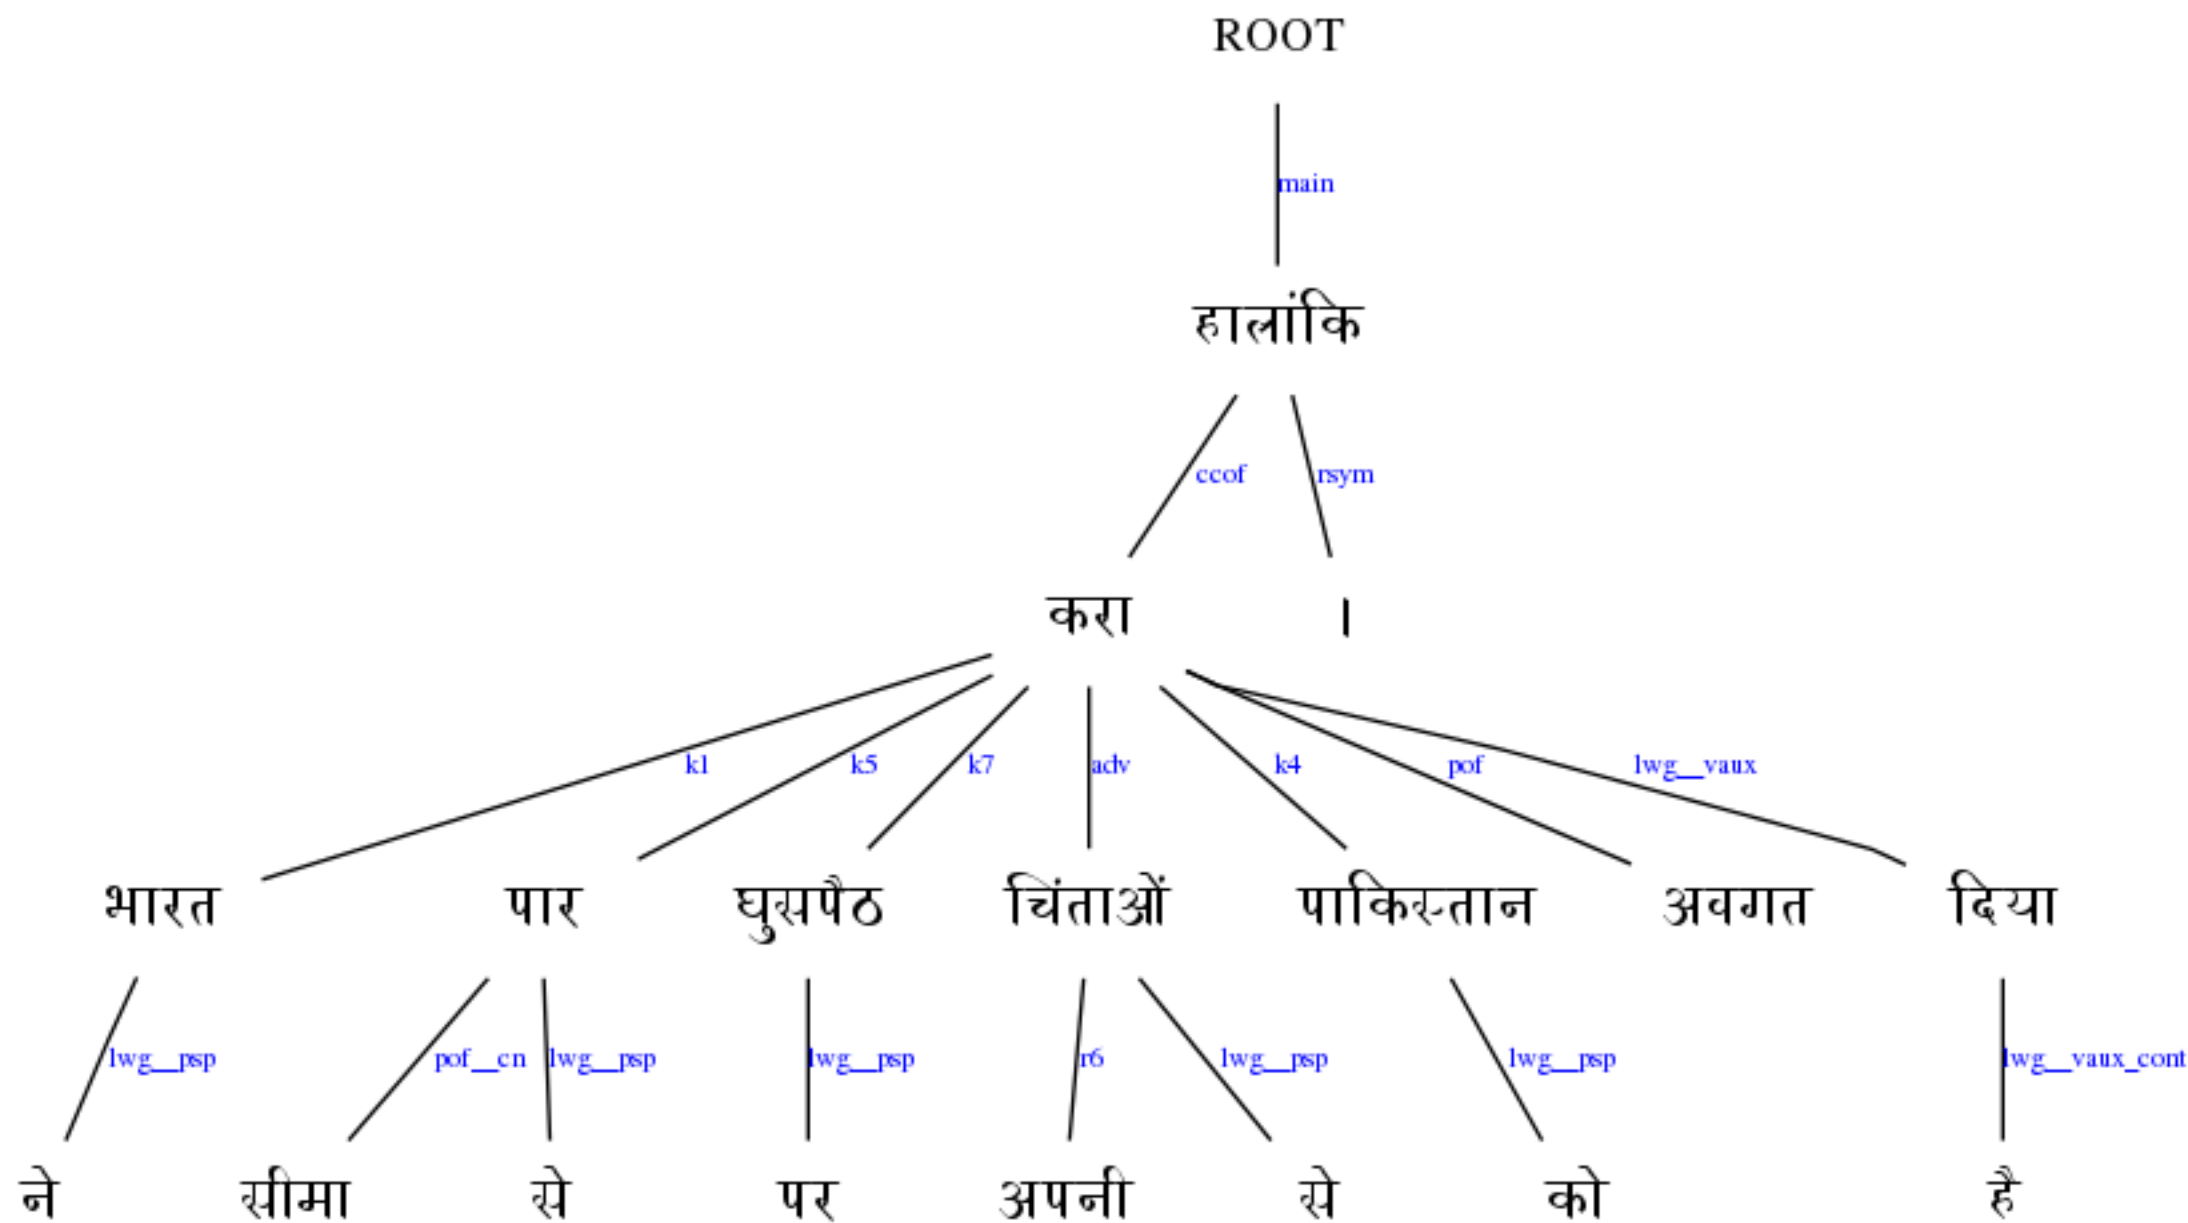 ROOT
main
हालांकि
ccof rsym
करा ।
k1 k5 k7 adv k4 pof lwg__vaux
भारत पार घुसपैठ चिंताओं पाकिस्तान अवगत दिया
lwg__psp pof__cn lwg__psp lwg__psp r6 lwg__psp lwg__psp lwg__vaux_cont
ने सीमा से पर अपनी से को है